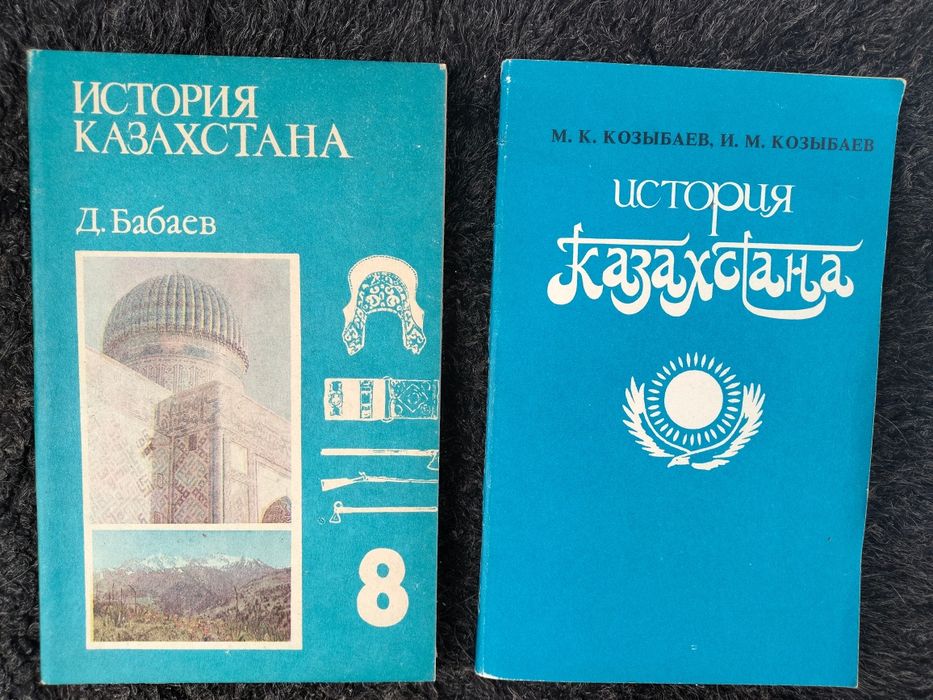 ИСТОРИЯ
КАЗАХСТАНА
Д. Бабаев
8
М. К. КОЗЫБАЕВ, И. М. КОЗЫБАЕВ
история
казахстана